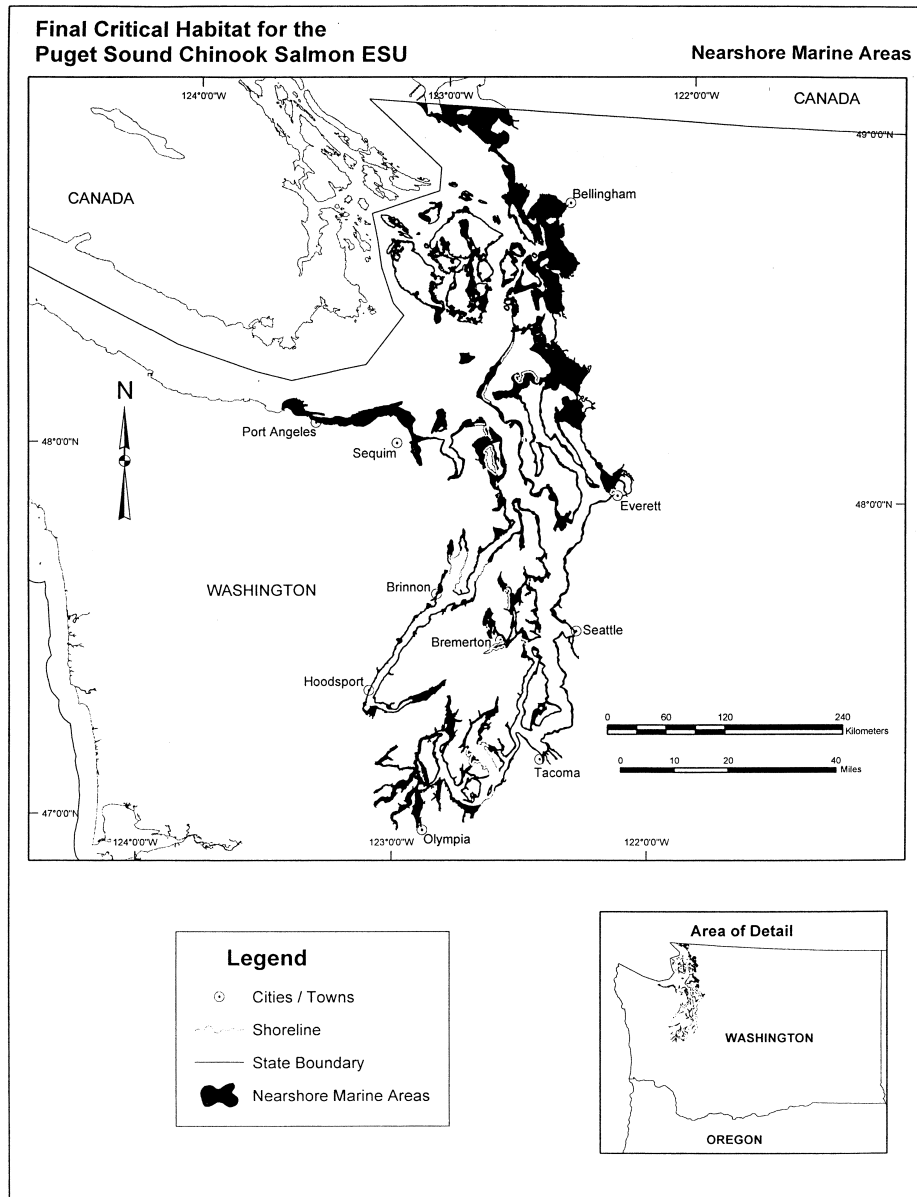 Final Critical Habitat for the
Puget Sound Chinook Salmon ESU
Nearshore Marine Areas
124°0'0"W
123°0'0"W
122°0'0"W
CANADA
49°0'0"N
CANADA
Bellingham
N
Port Angeles
48°0'0"N
Sequim
Everett
48°0'0"N
WASHINGTON
Brinnon
Seattle
Bremerton
Hoodsport
0 60 120 240
Kilometers
0 10 20 40
Miles
Tacoma
47°0'0"N
Olympia
124°0'0"W
123°0'0"W
122°0'0"W
Legend
Cities / Towns
Shoreline
State Boundary
Nearshore Marine Areas
Area of Detail
WASHINGTON
OREGON